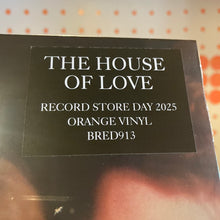 THE HOUSE
OF LOVE
RECORD STORE DAY 2025
ORANGE VINYL
BRED913